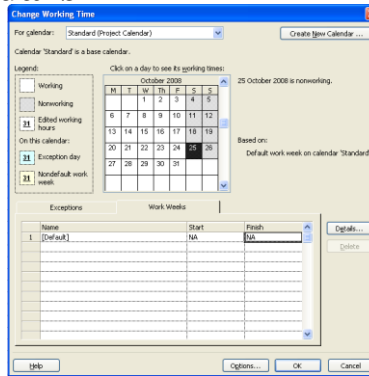 Change Working Time
For calendar: Standard (Project Calendar)
Create New Calendar ...
Calendar 'Standard' is a base calendar.
Legend:
Working
Nonworking
31 Edited working hours
On this calendar:
31 Exception day
31 Nondefault work week
Click on a day to see its working times:
October 2008
M T W Th F S S
1 2 3 4 5
6 7 8 9 10 11 12
13 14 15 16 17 18 19
20 21 22 23 24 25 26
27 28 29 30 31
25 October 2008 is nonworking.
Based on:
Default work week on calendar 'Standard'
Exceptions Work Weeks
Name Start Finish
1 [Default] NA NA
Details...
Delete
Help Options... OK Cancel